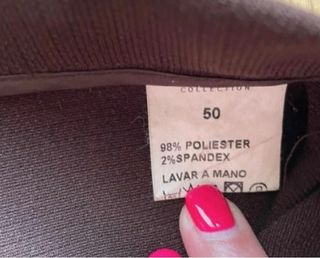 COLLECTION
50
98% POLIESTER
2%SPANDEX
LAVAR A MANO
P